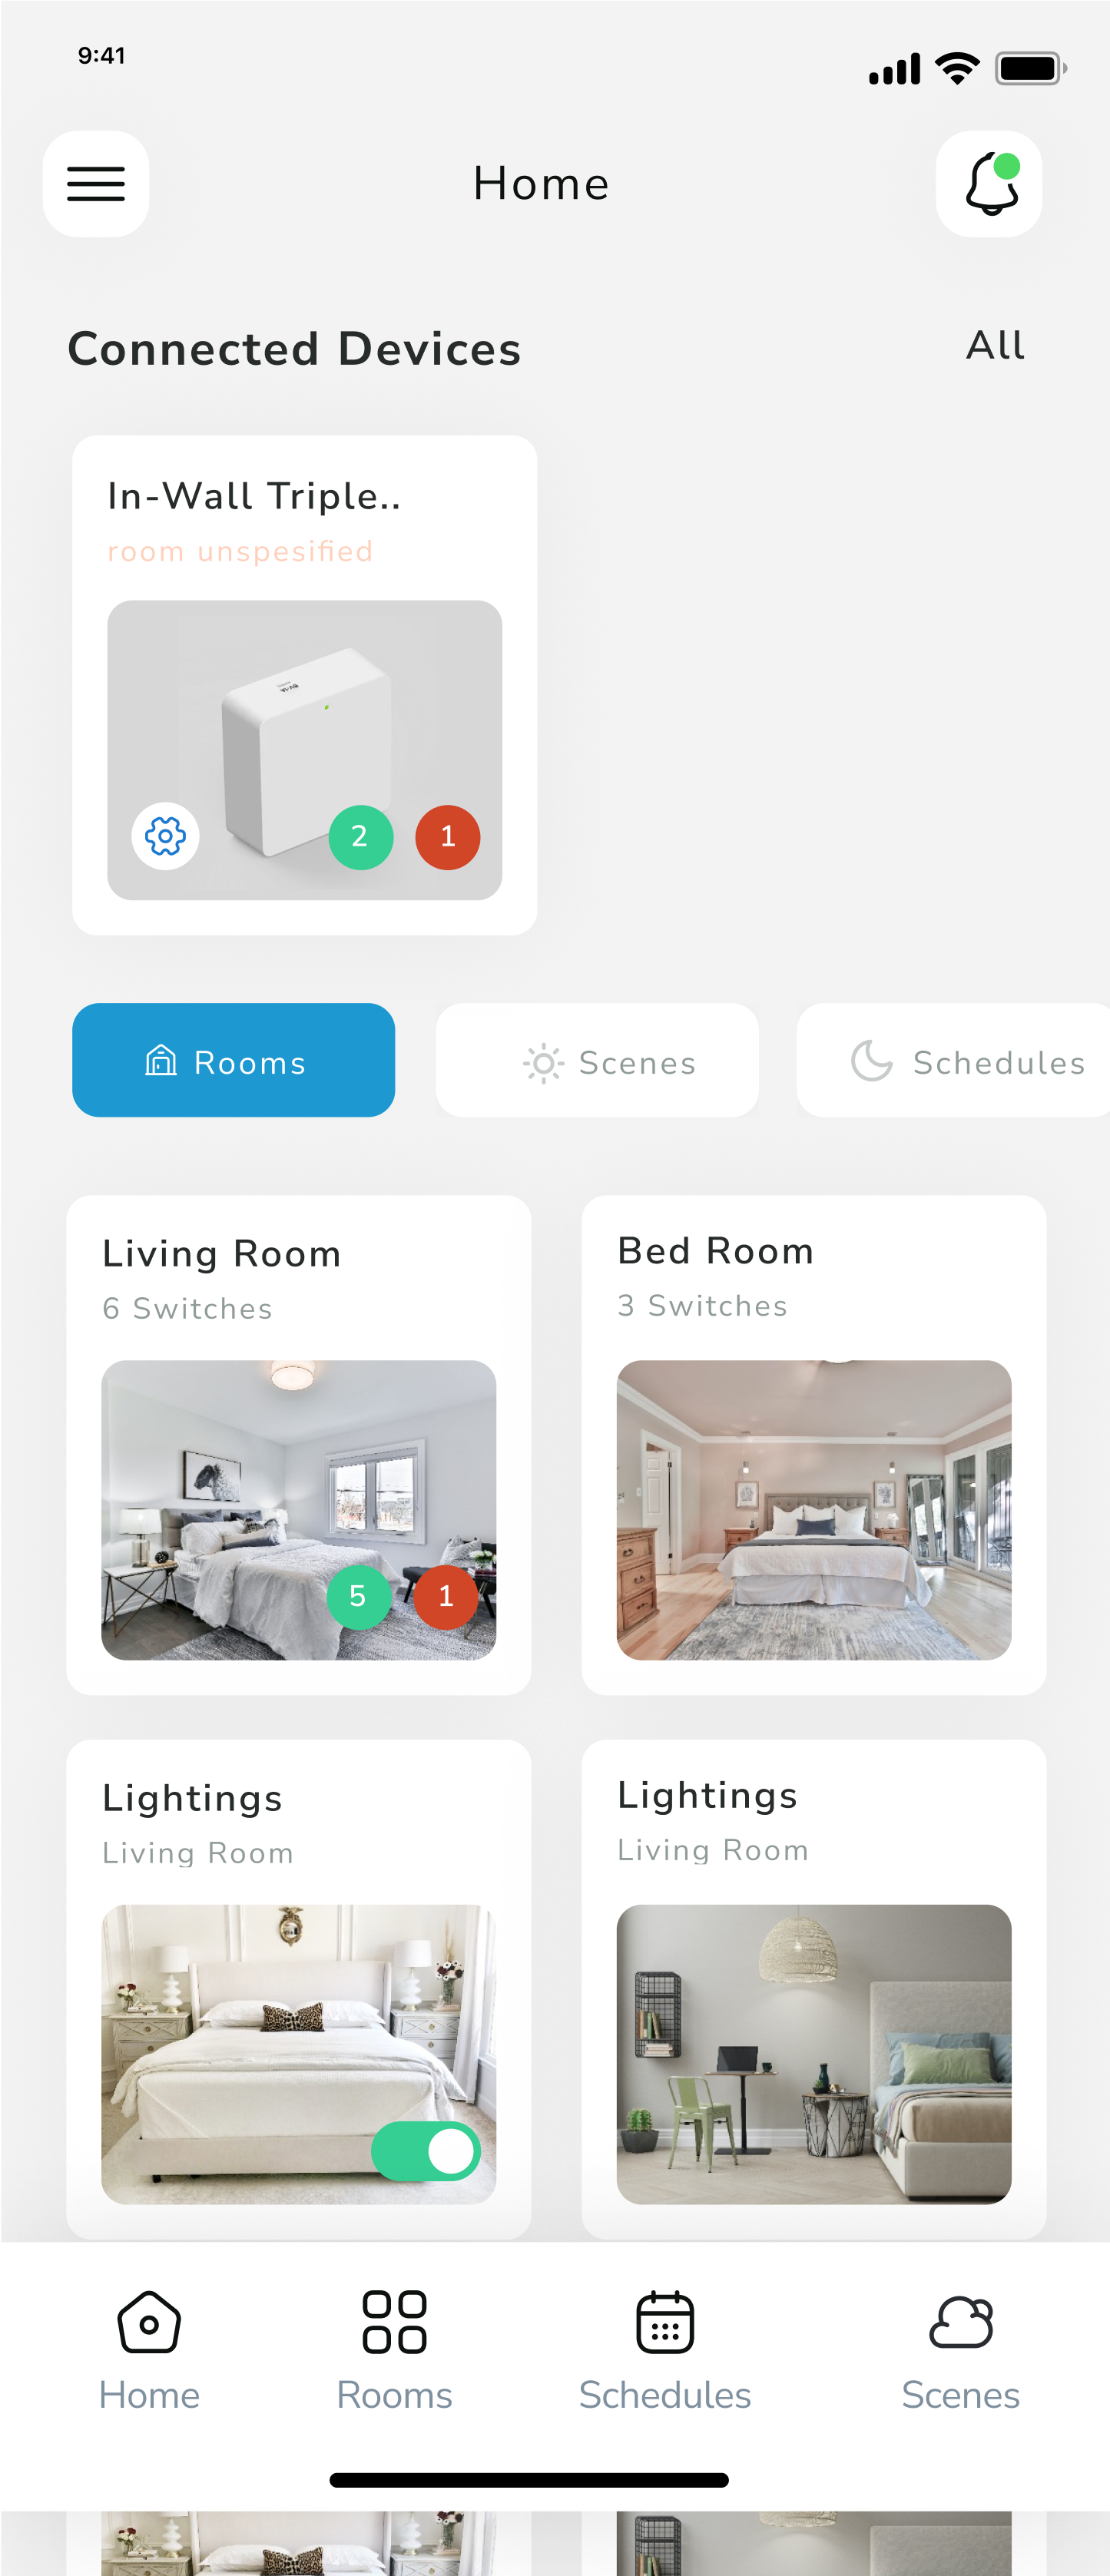 9:41
Home
Connected Devices
All
In-Wall Triple..
room unspesified
2
1
Rooms
Scenes
Schedules
Living Room
6 Switches
Bed Room
3 Switches
5
1
Lightings
Living Room
Lightings
Living Room
Home
Rooms
Schedules
Scenes